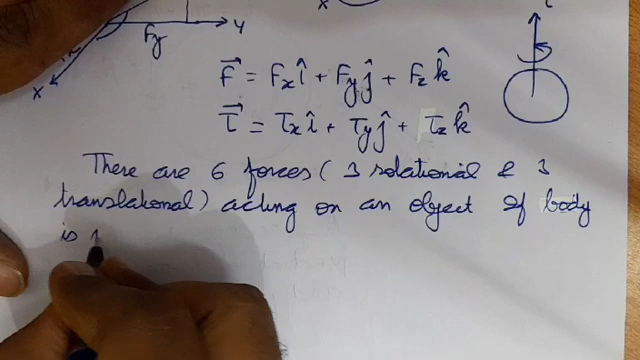 x
y
τ
Fy
x
F⃗ = Fx î + Fy ĵ + Fz k̂
τ⃗ = τx î + τy ĵ + τz k̂
There are 6 forces ( 3 rotational & 3
translational) acting on an object If body
is